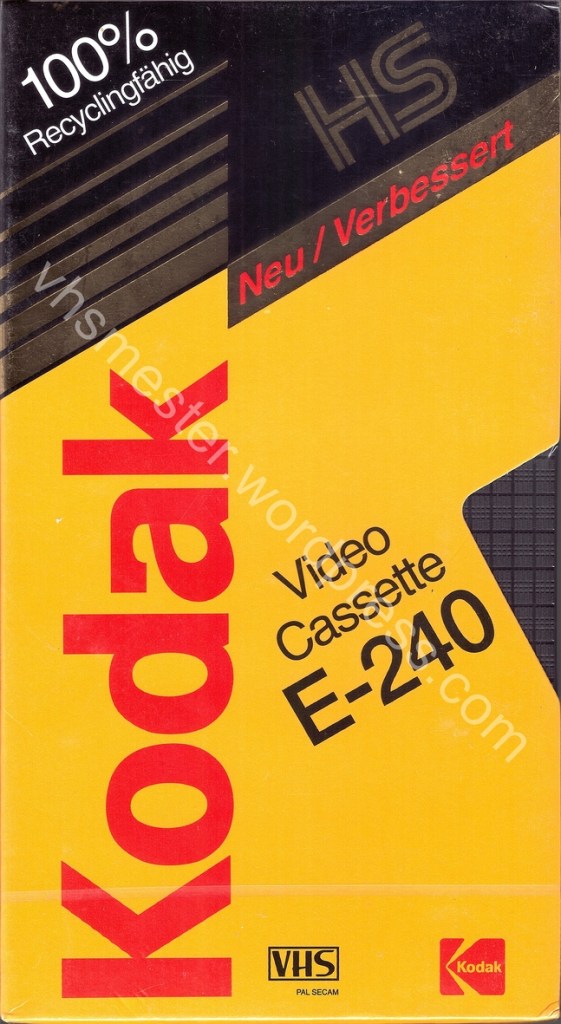 100%
Recyclingfähig
HS
Neu / Verbessert
Kodak
Video
Cassette
E-240
VHS
PAL SECAM
Kodak
vhsmester.wordpress.com